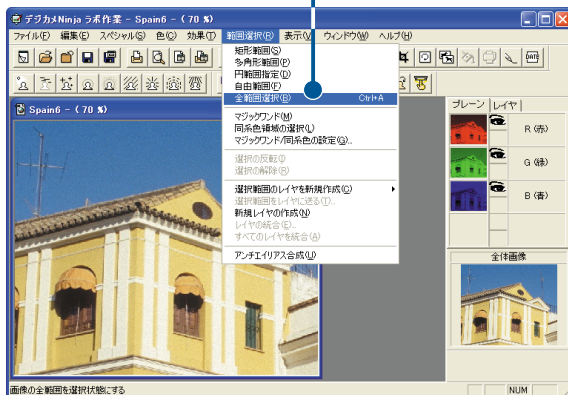 デジカメNinja ラボ作業 - Spain6 - ( 70 %)
ファイル(F) 編集(E) スペシャル(S) 色(C) 効果(T) 範囲選択(R) 表示(V) ウィンドウ(W) ヘルプ(H)
矩形範囲(S)
多角形範囲(P)
円範囲指定(D)
自由範囲(F)
全範囲選択(B) Ctrl+A
マジックワンド(M)
同系色領域の選択(L)
マジックワンド/同系色の設定(G)...
選択の反転(I)
選択の解除(R)
選択範囲のレイヤを新規作成(C)
選択範囲をレイヤに送る(T)...
新規レイヤの作成(N)
レイヤの統合(E)...
すべてのレイヤを統合(A)
アンチエイリアス合成(U)
DATE
Spain6 - ( 70 %)
プレーン レイヤ
R (赤)
G (緑)
B (青)
全体画像
画像の全範囲を選択状態にする
NUM